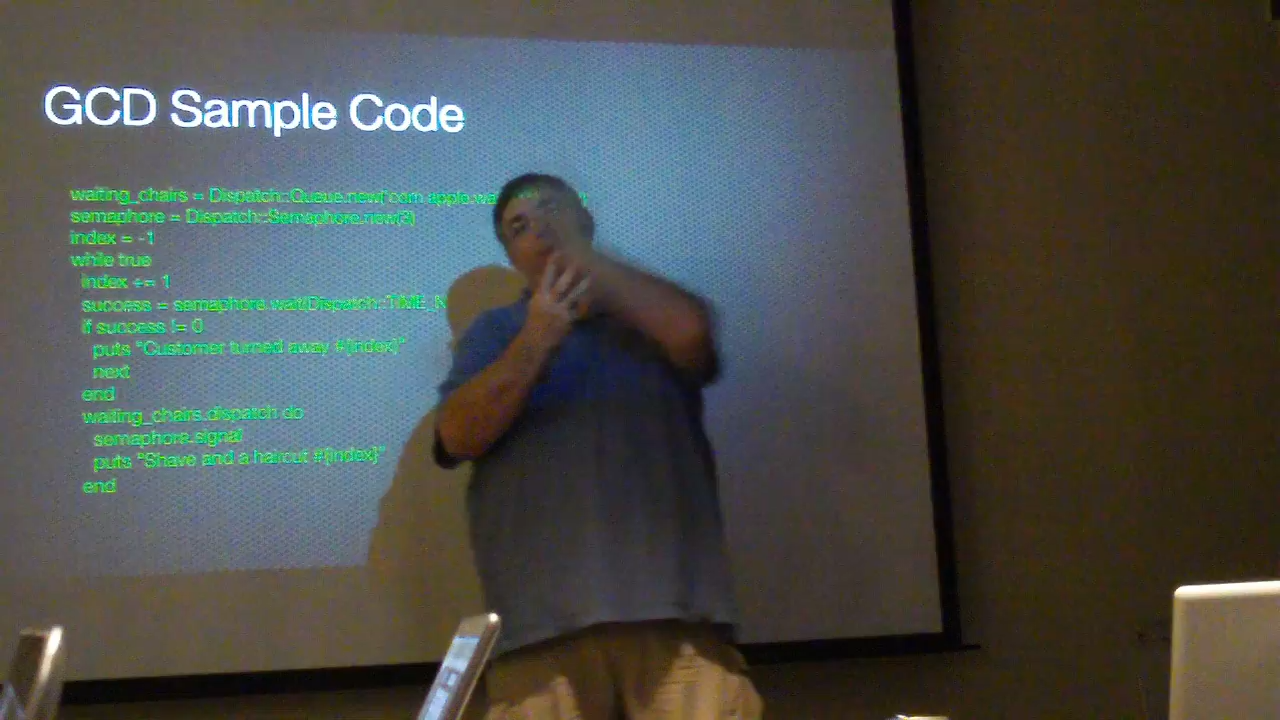 GCD Sample Code
waiting_chairs = Dispatch::Queue.new('com.apple.wa
semaphore = Dispatch::Semaphore.new(3)
index = -1
while true
index += 1
success = semaphore.wait(Dispatch::TIME_N
if success != 0
puts "Customer turned away #{index}"
next
end
waiting_chairs.dispatch do
semaphore.signal
puts "Shave and a haircut #{index}"
end